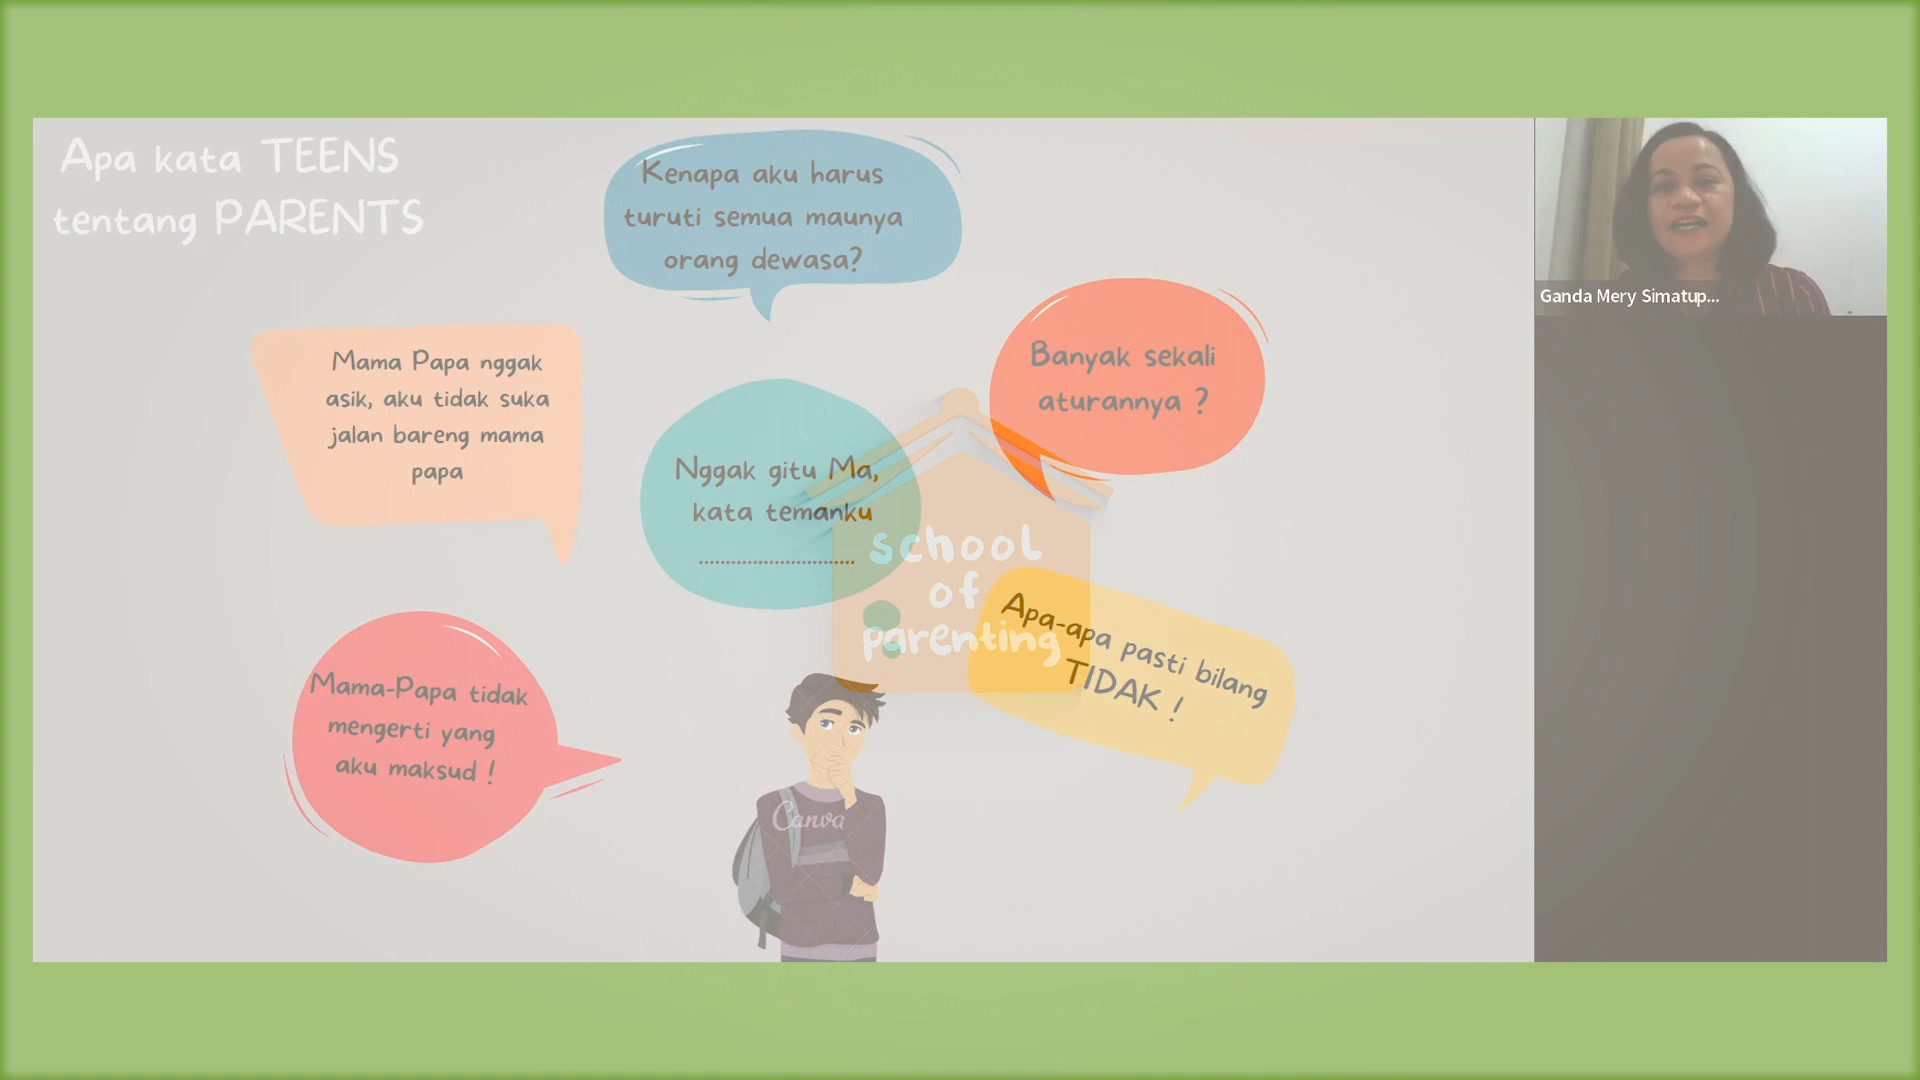 Apa kata TEENS
tentang PARENTS
Kenapa aku harus
turuti semua maunya
orang dewasa?
Mama Papa nggak
asik, aku tidak suka
jalan bareng mama
papa
Banyak sekali
aturannya ?
Nggak gitu Ma,
kata temanku
............................
school
of
parenting
Apa-apa pasti bilang
TIDAK !
Mama-Papa tidak
mengerti yang
aku maksud !
Canva
Ganda Mery Simatup...